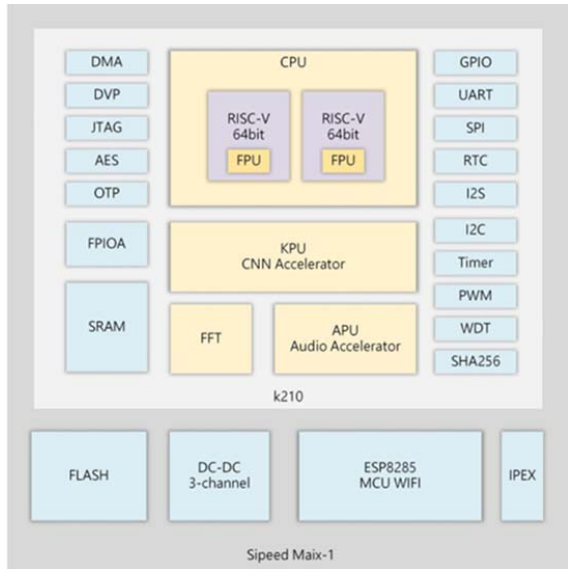 DMA
DVP
JTAG
AES
OTP
FPIOA
SRAM
CPU
RISC-V
64bit
FPU
RISC-V
64bit
FPU
KPU
CNN Accelerator
FFT
APU
Audio Accelerator
GPIO
UART
SPI
RTC
I2S
I2C
Timer
PWM
WDT
SHA256
k210
FLASH
DC-DC
3-channel
ESP8285
MCU WIFI
IPEX
Sipeed Maix-1